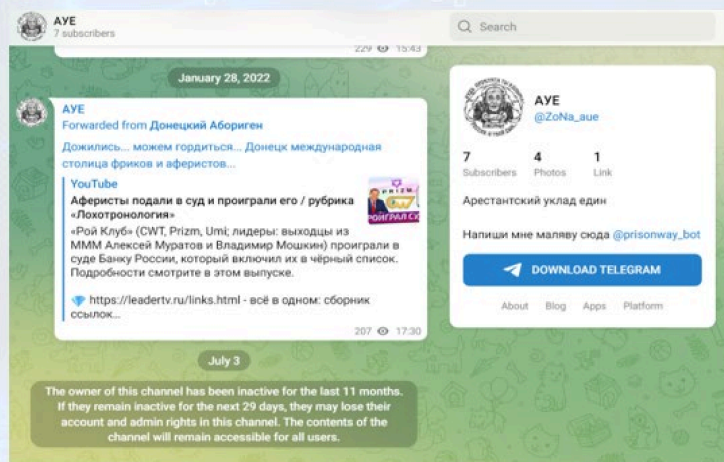 АУЕ
7 subscribers
Search
229 15:43
January 28, 2022
АУЕ
Forwarded from Донецкий Абориген
Дожились... можем гордиться... Донецк международная
столица фриков и аферистов...
YouTube
Аферисты подали в суд и проиграли его / рубрика
«Лохотронология»
«Рой Клуб» (CWT, Prizm, Umi; лидеры: выходцы из
МММ Алексей Муратов и Владимир Мошкин) проиграли в
суде Банку России, который включил их в чёрный список.
Подробности смотрите в этом выпуске.
https://leadertv.ru/links.html - всё в одном: сборник
ссылок...
207 17:30
July 3
The owner of this channel has been inactive for the last 11 months.
If they remain inactive for the next 29 days, they may lose their
account and admin rights in this channel. The contents of the
channel will remain accessible for all users.
АУЕ
@ZoNa_aue
7 4 1
Subscribers Photos Link
Арестантский уклад един
Напиши мне маляву сюда @prisonway_bot
DOWNLOAD TELEGRAM
About Blog Apps Platform